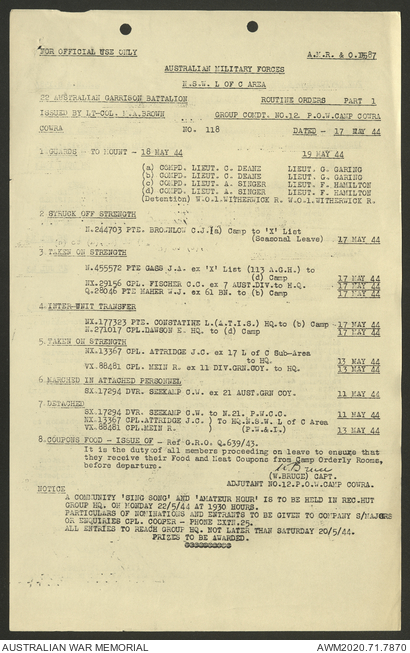 FOR OFFICIAL USE ONLY
A.M.R. & O.1587
AUSTRALIAN MILITARY FORCES
N.S.W. L OF C AREA
22 AUSTRALIAN GARRISON BATTALION ROUTINE ORDERS PART 1
ISSUED BY LT-COL. M.A.BROWN GROUP COMDT. NO.12. P.O.W.CAMP COWRA
COWRA NO. 118 DATED - 17 MAY 44
1.GUARDS - TO MOUNT - 18 MAY 44 19 MAY 44
(a) COMPD. LIEUT. C. DEANE LIEUT. G. GARING
(b) COMPD. LIEUT. C. DEANE LIEUT. G. GARING
(c) COMPD. LIEUT. A. SINGER LIEUT. F. HAMILTON
(d) COMPD. LIEUT. A. SINGER LIEUT. F. HAMILTON
(Detention) W.O.1.WITHERWICK R. W.O.1.WITHERWICK R.
2 STRUCK OFF STRENGTH
N.244703 PTE. C.J.(a) Camp to 'X' List
(Seasonal Leave) 17 MAY 44
3. TAKEN ON STRENGTH
N.455572 PTE GASS J.A. ex 'X' List (113 A.G.H.) to
(d) Camp 17 MAY 44
NX.29156 CPL. FISCHER C.C. ex 7 AUST.DIV.to H.Q. 17 MAY 44
Q.28046 PTE MAHER W.J. ex 61 BN. to (b) Camp 17 MAY 44
4.INTER-UNIT TRANSFER
NX.177323 PTE. CONSTATINE L.(A.T.I.S.) HQ.to (b) Camp 17 MAY 44
N.271017 CPL.DAWSON E. HQ. to (d) Camp 17 MAY 44
5.TAKEN ON STRENGTH
NX.13367 CPL. ATTRIDGE J.C. ex 17 L of C Sub-Area
to HQ. 13 MAY 44
VX.88481 CPL. MEIN R. ex 11 DIV.GRN.COY. to HQ. 13 MAY 44
6.MARCHED IN ATTACHED PERSONNEL
SX.17294 DVR. SEEKAMP C.W. ex 21 AUST.GRN COY. 11 MAY 44
7.DETACHED
SX.17294 DVR. SEEKAMP C.W. to N.21. P.W.C.C. 11 MAY 44
NX.13367 CPL.ATTRIDGE J.C. ) To HQ.N.S.W. L of C Area
VX.88481 CPL.MEIN R. ) (P.W.&I.) 13 MAY 44
8.COUPONS FOOD - ISSUE OF - Ref G.R.O. Q.639/43.
It is the duty of all members proceeding on leave to ensure that
they receive their Food and Meat Coupons from Camp Orderly Rooms,
before departure.
(W.BRUCE) CAPT.
ADJUTANT NO.12.P.O.W.CAMP COWRA.
NOTICE
A COMMUNITY 'SING SONG' AND 'AMATEUR HOUR' IS TO BE HELD IN REC.HUT
GROUP HQ. ON MONDAY 22/5/44 AT 1930 HOURS.
PARTICULARS OF NOMINATIONS AND ENTRANTS TO BE GIVEN TO COMPANY S/MAJORS
OR ENQUIRIES CPL. COOPER - PHONE EXTN.25.
ALL ENTRIES TO REACH GROUP HQ. NOT LATER THAN SATURDAY 20/5/44.
PRIZES TO BE AWARDED.
AUSTRALIAN WAR MEMORIAL AWM2020.71.7870